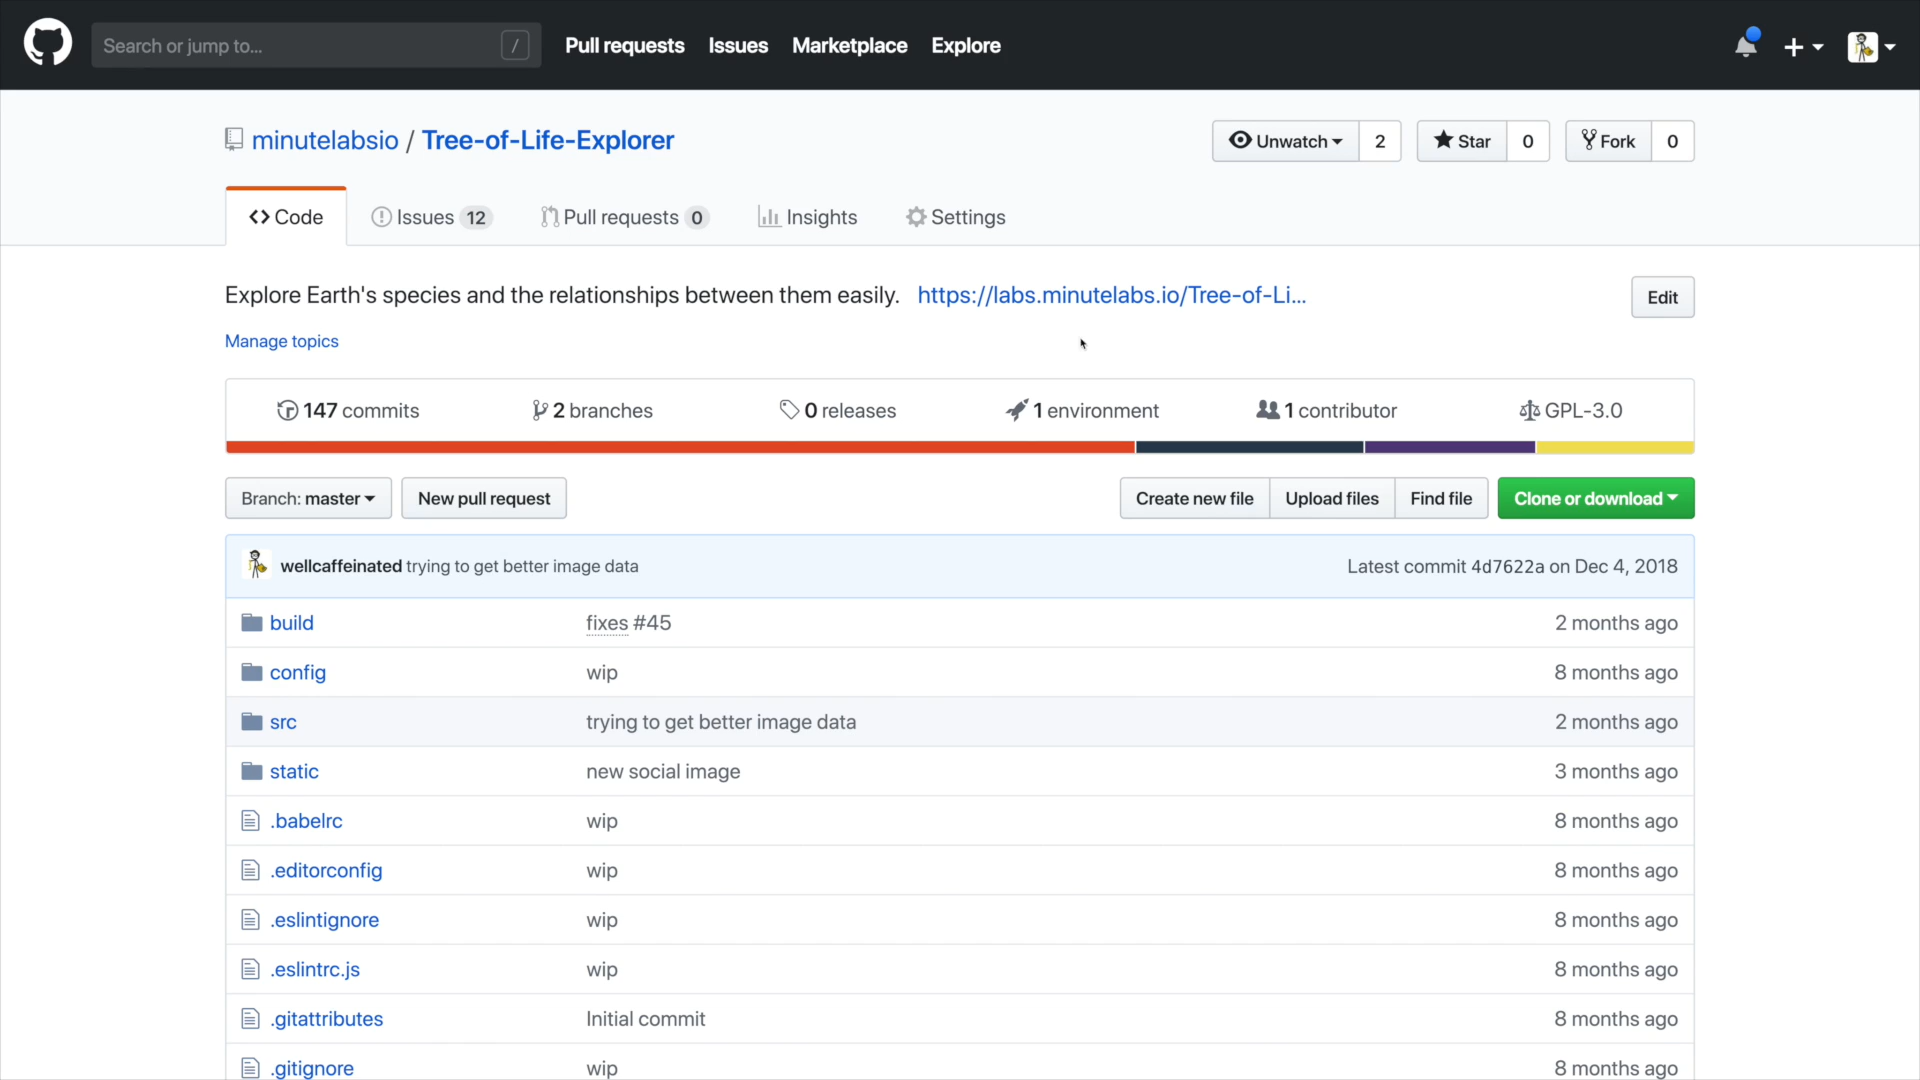 Search or jump to... / Pull requests Issues Marketplace Explore
minutelabsio / Tree-of-Life-Explorer Unwatch 2 Star 0 Fork 0
Code Issues 12 Pull requests 0 Insights Settings
Explore Earth's species and the relationships between them easily. https://labs.minutelabs.io/Tree-of-Li... Edit
Manage topics
147 commits 2 branches 0 releases 1 environment 1 contributor GPL-3.0
Branch: master New pull request Create new file Upload files Find file Clone or download
wellcaffeinated trying to get better image data Latest commit 4d7622a on Dec 4, 2018
build fixes #45 2 months ago
config wip 8 months ago
src trying to get better image data 2 months ago
static new social image 3 months ago
.babelrc wip 8 months ago
.editorconfig wip 8 months ago
.eslintignore wip 8 months ago
.eslintrc.js wip 8 months ago
.gitattributes Initial commit 8 months ago
.gitignore wip 8 months ago